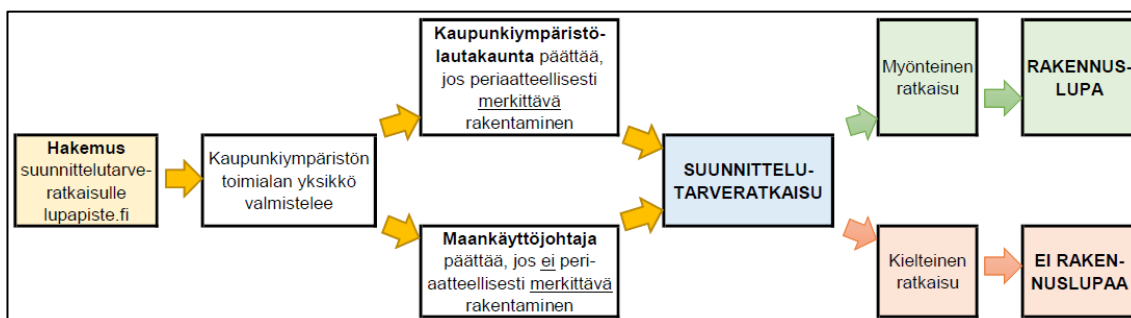 Hakemus
suunnittelutarve-
ratkaisulle
lupapiste.fi
Kaupunkiympäristön
toimialan yksikkö
valmistelee
Kaupunkiympäristö-
lautakaunta päättää,
jos periaatteellisesti
merkittävä
rakentaminen
Maankäyttöjohtaja
päättää, jos ei peri-
aatteellisesti merkittävä
rakentaminen
SUUNNITTELU-
TARVERATKAISU
Myönteinen
ratkaisu
RAKENNUS-
LUPA
Kielteinen
ratkaisu
EI RAKEN-
NUSLUPAA